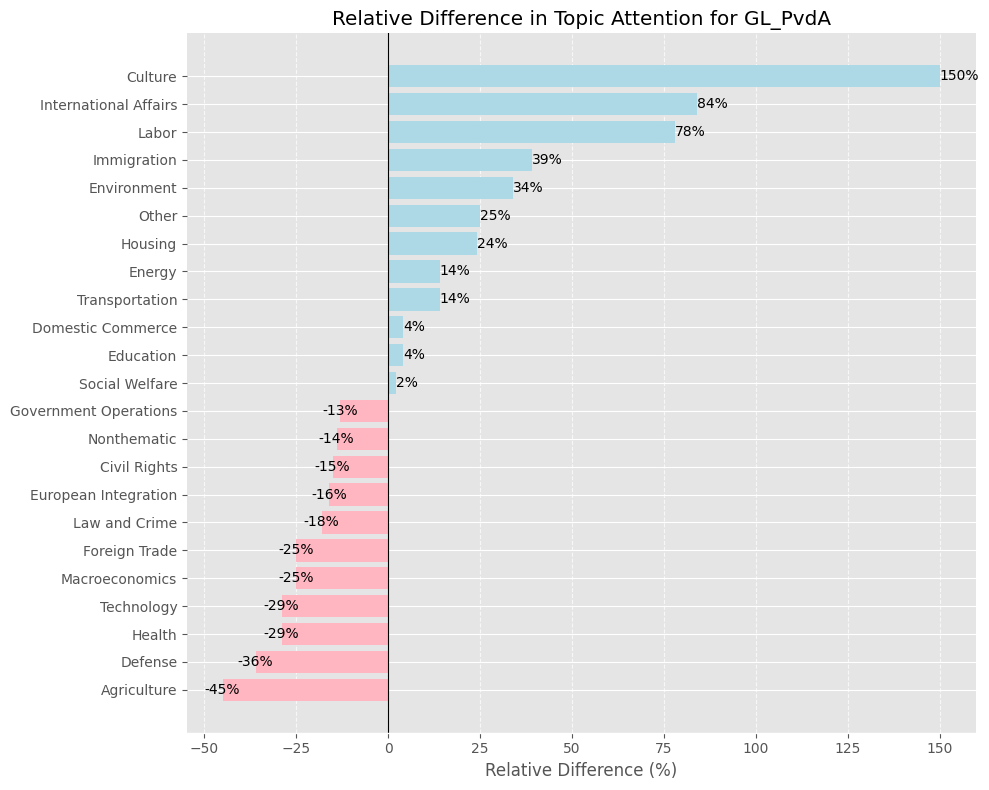 Relative Difference in Topic Attention for GL_PvdA
Culture 150%
International Affairs 84%
Labor 78%
Immigration 39%
Environment 34%
Other 25%
Housing 24%
Energy 14%
Transportation 14%
Domestic Commerce 4%
Education 4%
Social Welfare 2%
Government Operations -13%
Nonthematic -14%
Civil Rights -15%
European Integration -16%
Law and Crime -18%
Foreign Trade -25%
Macroeconomics -25%
Technology -29%
Health -29%
Defense -36%
Agriculture -45%
−50 −25 0 25 50 75 100 125 150
Relative Difference (%)